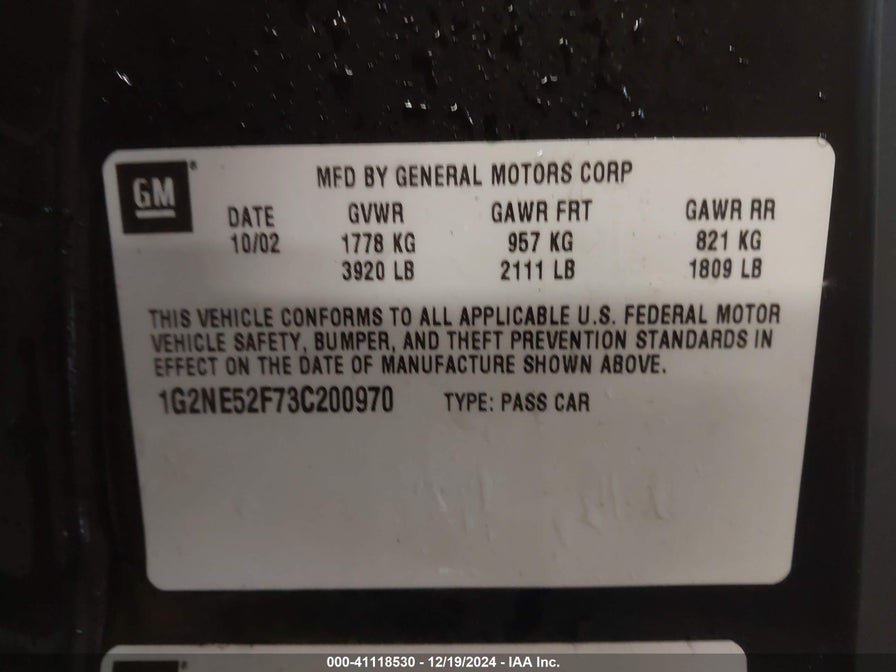 GM
MFD BY GENERAL MOTORS CORP
DATE GVWR GAWR FRT GAWR RR
10/02 1778 KG 957 KG 821 KG
3920 LB 2111 LB 1809 LB
THIS VEHICLE CONFORMS TO ALL APPLICABLE U.S. FEDERAL MOTOR
VEHICLE SAFETY, BUMPER, AND THEFT PREVENTION STANDARDS IN
EFFECT ON THE DATE OF MANUFACTURE SHOWN ABOVE.
1G2NE52F73C200970 TYPE: PASS CAR
000-41118530 - 12/19/2024 - IAA Inc.